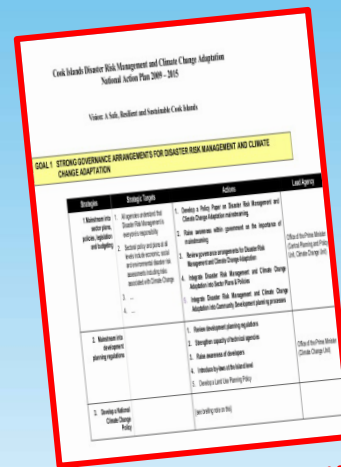 Cook Islands Disaster Risk Management and Climate Change Adaptation
National Action Plan 2009 – 2015
Vision: A Safe, Resilient and Sustainable Cook Islands
GOAL 1 STRONG GOVERNANCE ARRANGEMENTS FOR DISASTER RISK MANAGEMENT AND CLIMATE
CHANGE ADAPTATION
Strategies
Strategic Targets
Actions
Lead Agency
1. Mainstream into
sector plans,
policies, legislation
and budgeting
1. All agencies understand that
Disaster Risk Management is
everyone's responsibility
2. Sectoral policy and plans at all
levels include economic, social
and environmental disaster risk
assessments including risks
associated with Climate Change
3. ...
4. ...
1. Develop a Policy Paper on Disaster Risk Management and
Climate Change Adaptation mainstreaming.
2. Raise awareness within government on the importance of
mainstreaming
3. Review governance arrangements for Disaster Risk
Management and Climate Change Adaptation
4. Integrate Disaster Risk Management and Climate Change
Adaptation into Sector Plans & Policies
5. Integrate Disaster Risk Management and Climate Change
Adaptation into Community Development planning processes
Office of the Prime Minister
(Central Planning and Policy
Unit, Climate Change Unit)
2. Mainstream into
development
planning regulations
1. Review development planning regulations
2. Strengthen capacity of technical agencies
3. Raise awareness of developers
4. Introduce by-laws at the Island level
5. Develop a Land Use Planning Policy
Office of the Prime Minister
(Climate Change Unit)
3. Develop a National
Climate Change
Policy
[see briefing note on this]